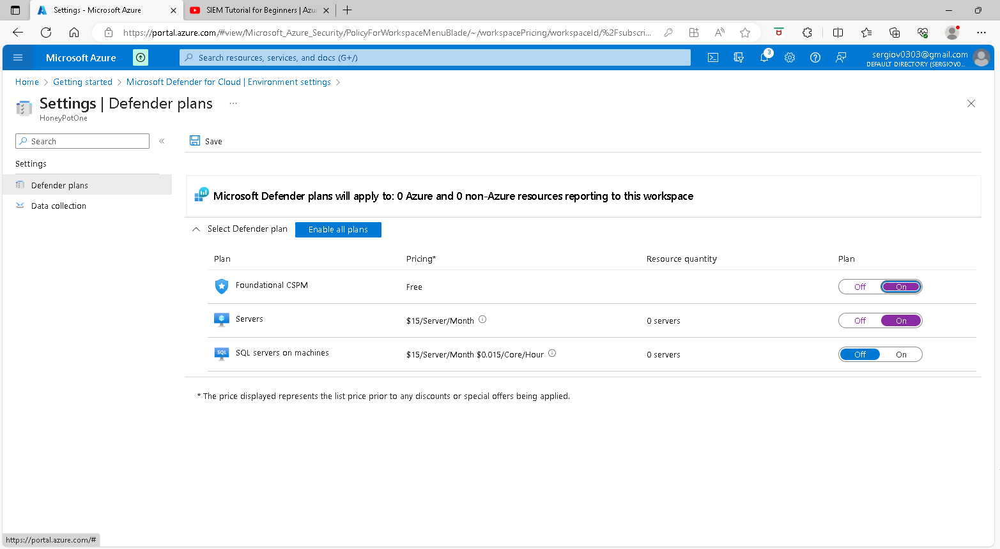 Settings - Microsoft Azure
SIEM Tutorial for Beginners | Azu
https://portal.azure.com/#view/Microsoft_Azure_Security/PolicyForWorkspaceMenuBlade/~/workspacePricing/workspaceId/%2Fsubscri...
Microsoft Azure
Search resources, services, and docs (G+/)
3
sergiov0303@gmail.com
DEFAULT DIRECTORY (SERGIOV0...
Home > Getting started > Microsoft Defender for Cloud | Environment settings >
Settings | Defender plans ...
HoneyPotOne
Search «
Save
Settings
Defender plans
Data collection
Microsoft Defender plans will apply to: 0 Azure and 0 non-Azure resources reporting to this workspace
Select Defender plan Enable all plans
Plan Pricing* Resource quantity Plan
Foundational CSPM Free Off On
Servers $15/Server/Month 0 servers Off On
SQL SQL servers on machines $15/Server/Month $0.015/Core/Hour 0 servers Off On
* The price displayed represents the list price prior to any discounts or special offers being applied.
https://portal.azure.com/#